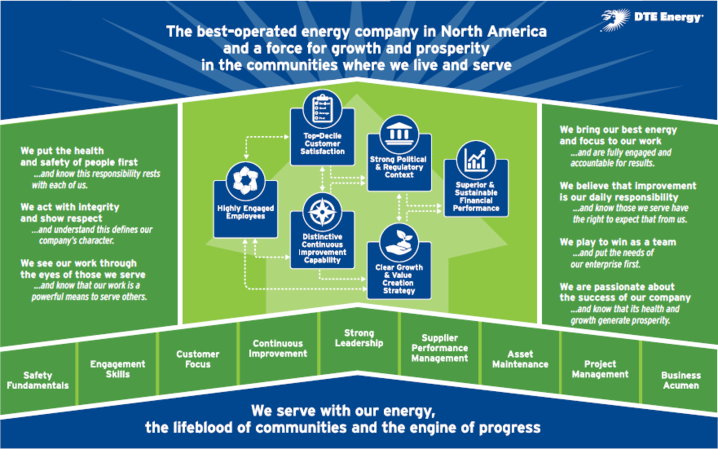 The best-operated energy company in North America
and a force for growth and prosperity
in the communities where we live and serve
DTE Energy®
We put the health
and safety of people first
...and know this responsibility rests
with each of us.
We act with integrity
and show respect
...and understand this defines our
company's character.
We see our work through
the eyes of those we serve
...and know that our work is a
powerful means to serve others.
Top-Decile
Customer
Satisfaction
Strong Political
& Regulatory
Context
Superior &
Sustainable
Financial
Performance
Highly Engaged
Employees
Distinctive
Continuous
Improvement
Capability
Clear Growth
& Value
Creation
Strategy
We bring our best energy
and focus to our work
...and are fully engaged and
accountable for results.
We believe that improvement
is our daily responsibility
...and know those we serve have
the right to expect that from us.
We play to win as a team
...and put the needs of
our enterprise first.
We are passionate about
the success of our company
...and know that its health and
growth generate prosperity.
Safety
Fundamentals
Engagement
Skills
Customer
Focus
Continuous
Improvement
Strong
Leadership
Supplier
Performance
Management
Asset
Maintenance
Project
Management
Business
Acumen
We serve with our energy,
the lifeblood of communities and the engine of progress